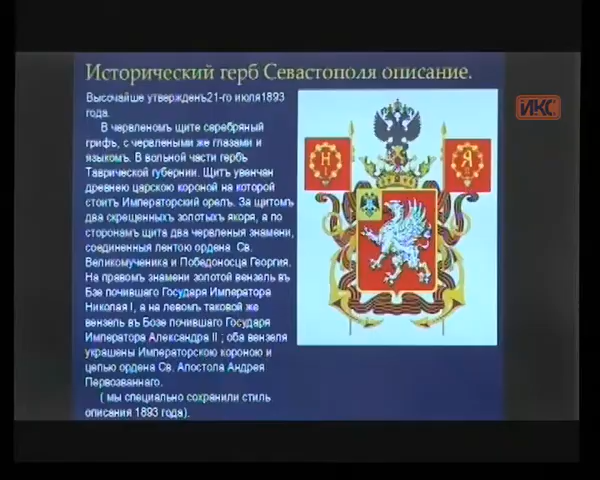 Исторический герб Севастополя описание.
Высочайше утвержденъ21-го июля1893
года.
В червленомъ щите серебряный
грифъ, с червлеными же глазами и
языкомъ. В вольной части гербъ
Таврической губернии. Щитъ увенчан
древнею царскою короной на которой
стоитъ Императорский орелъ. За щитомъ
два скрещенныхъ золотыхъ якоря, а по
сторонамъ щита два червленыя знамени,
соединенныя лентою ордена Св.
Великомученика и Победоносца Георгия.
На правомъ знамени золотой вензель въ
Бзе почившаго Государя Императора
Николая I, а на левомъ таковой же
вензель въ Бозе почившаго Государя
Императора Александра II ; оба вензеля
украшены Императорскою короною и
цепью ордена Св. Апостола Андрея
Первозваннаго.
( мы специально сохранили стиль
описания 1893 года).
ИКС
Н
I
Я